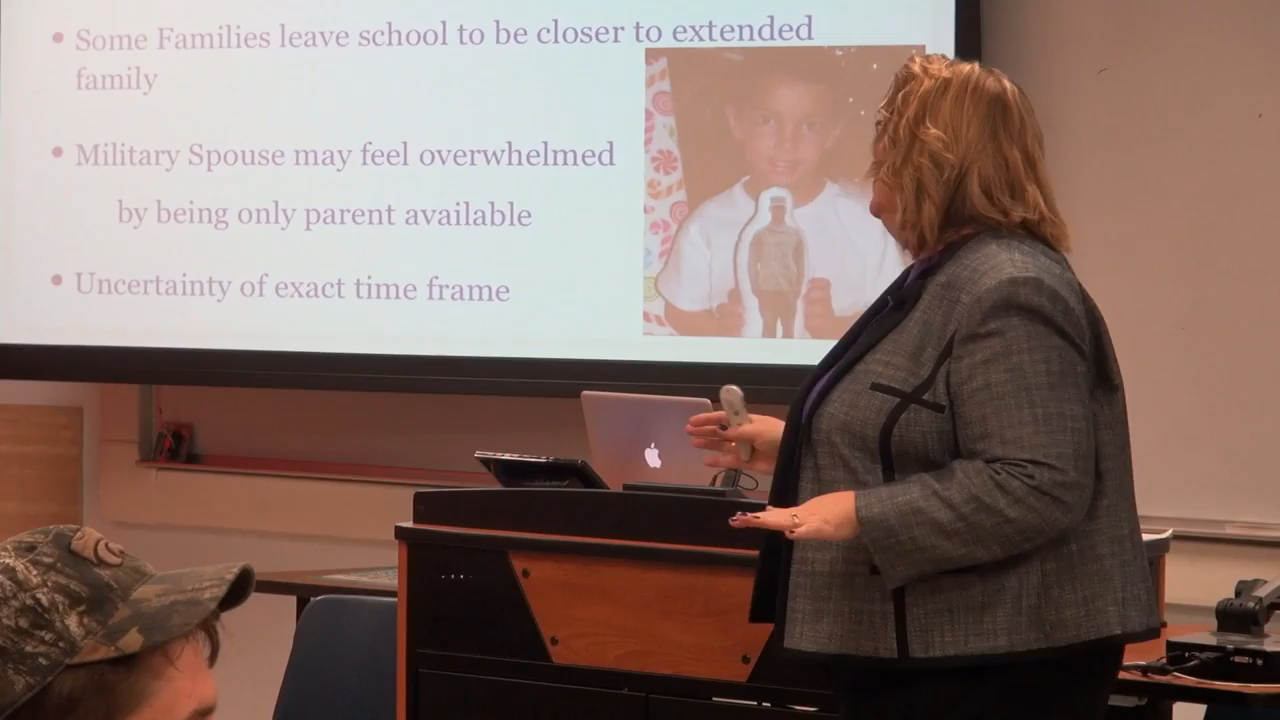 • Some Families leave school to be closer to extended
family
• Military Spouse may feel overwhelmed
by being only parent available
• Uncertainty of exact time frame